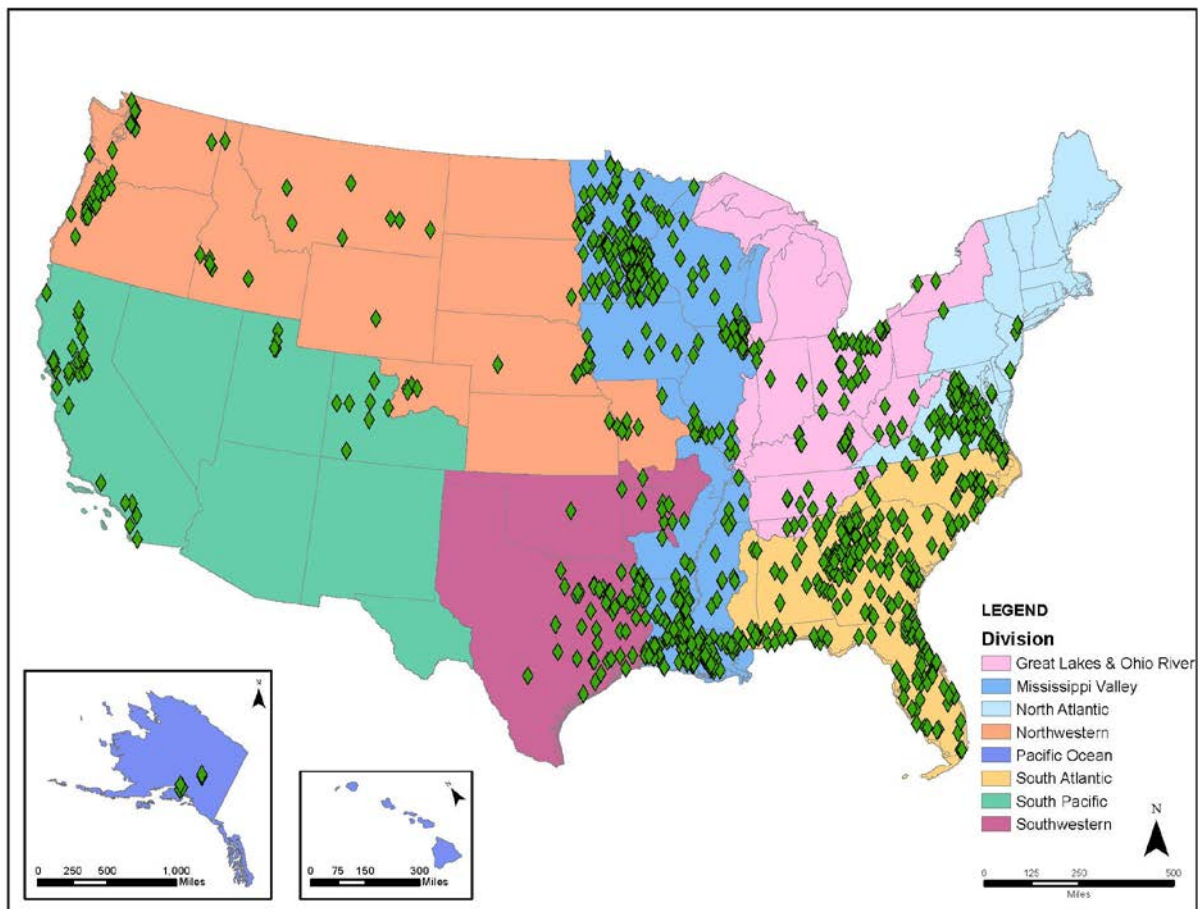 LEGEND
Division
Great Lakes & Ohio River
Mississippi Valley
North Atlantic
Northwestern
Pacific Ocean
South Atlantic
South Pacific
Southwestern
N
0 125 250 500
Miles
N
0 250 500 1,000
Miles
N
0 75 150 300
Miles